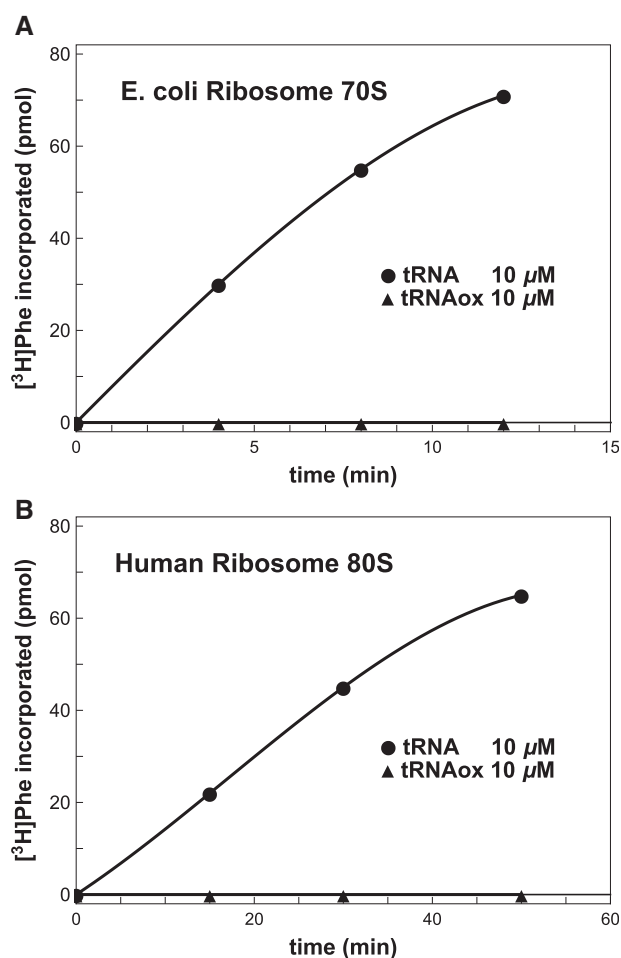 A
E. coli Ribosome 70S
[³H]Phe incorporated (pmol)
80
60
40
20
0
tRNA 10 µM
tRNAox 10 µM
0 5 10 15
time (min)
B
Human Ribosome 80S
[³H]Phe incorporated (pmol)
80
60
40
20
0
tRNA 10 µM
tRNAox 10 µM
0 20 40 60
time (min)